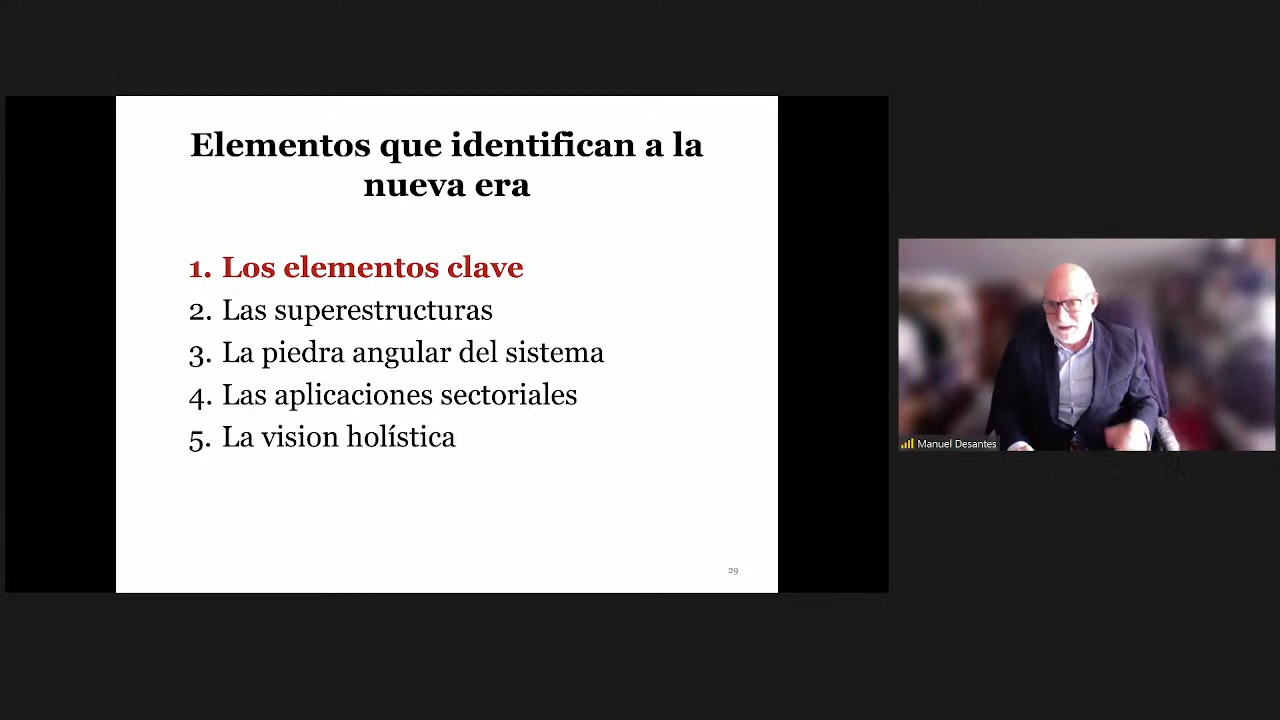 Elementos que identifican a la
nueva era
1. Los elementos clave
2. Las superestructuras
3. La piedra angular del sistema
4. Las aplicaciones sectoriales
5. La vision holística
29
Manuel Desantes